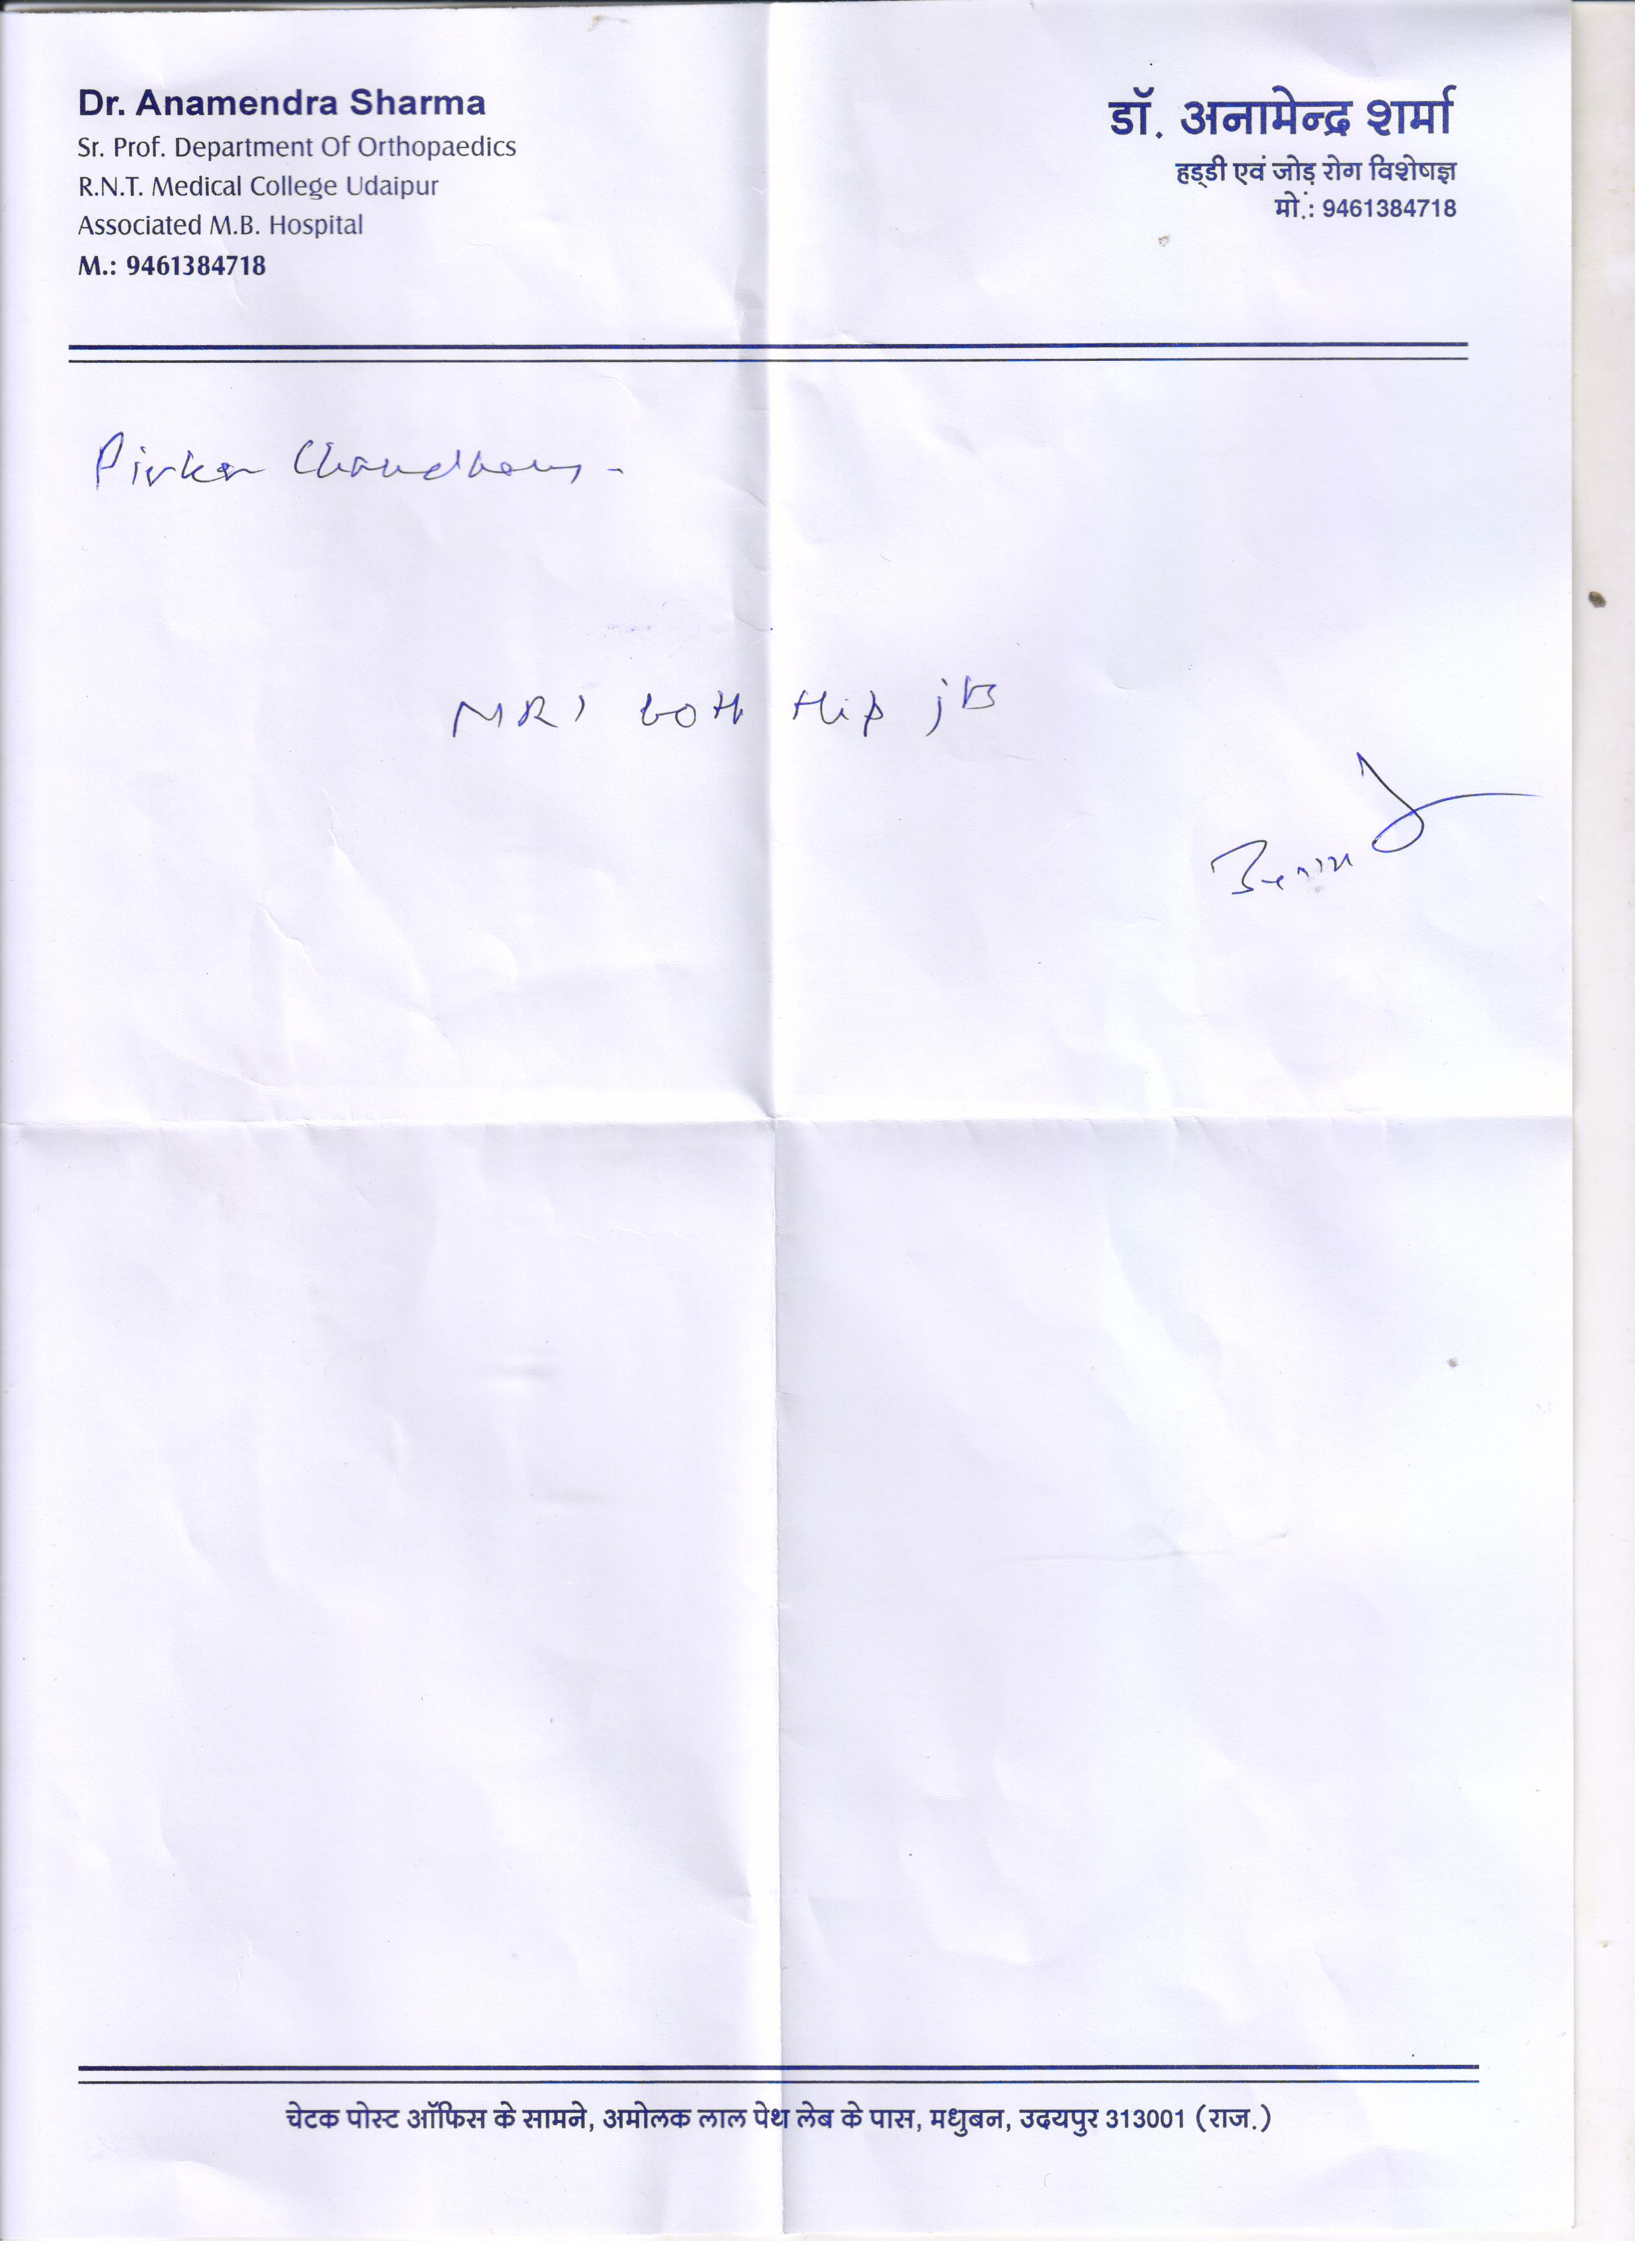 Dr. Anamendra Sharma
Sr. Prof. Department Of Orthopaedics
R.N.T. Medical College Udaipur
Associated M.B. Hospital
M.: 9461384718
डॉ. अनामेन्द्र शर्मा
हड्डी एवं जोड़ रोग विशेषज्ञ
मो.: 9461384718
Chaudhary -
MRI both Hip jts
चेटक पोस्ट ऑफिस के सामने, अमोलक लाल पेथ लेब के पास, मधुबन, उदयपुर 313001 (राज.)